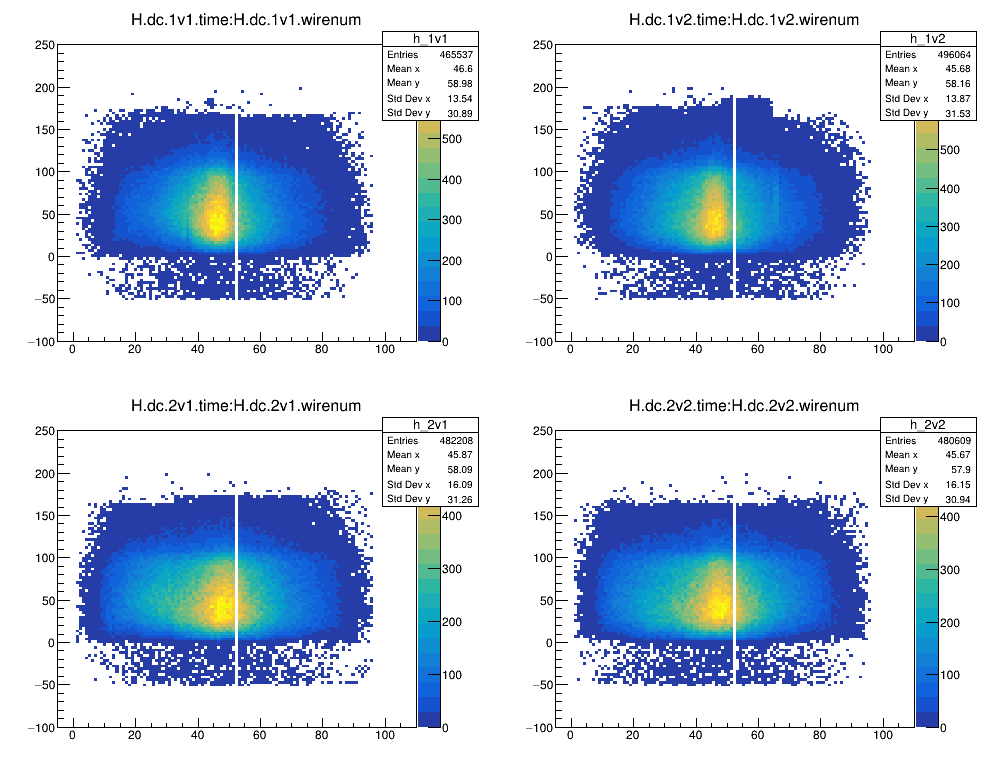 H.dc.1v1.time:H.dc.1v1.wirenum
h_1v1
Entries 465537
Mean x 46.6
Mean y 58.98
Std Dev x 13.54
Std Dev y 30.89
250
200
150
100
50
0
−50
−100
0 20 40 60 80 100
500
400
300
200
100
0
H.dc.1v2.time:H.dc.1v2.wirenum
h_1v2
Entries 496064
Mean x 45.68
Mean y 58.16
Std Dev x 13.87
Std Dev y 31.53
250
200
150
100
50
0
−50
−100
0 20 40 60 80 100
500
400
300
200
100
0
H.dc.2v1.time:H.dc.2v1.wirenum
h_2v1
Entries 482208
Mean x 45.87
Mean y 58.09
Std Dev x 16.09
Std Dev y 31.26
250
200
150
100
50
0
−50
−100
0 20 40 60 80 100
400
300
200
100
0
H.dc.2v2.time:H.dc.2v2.wirenum
h_2v2
Entries 480609
Mean x 45.67
Mean y 57.9
Std Dev x 16.15
Std Dev y 30.94
250
200
150
100
50
0
−50
−100
0 20 40 60 80 100
400
300
200
100
0